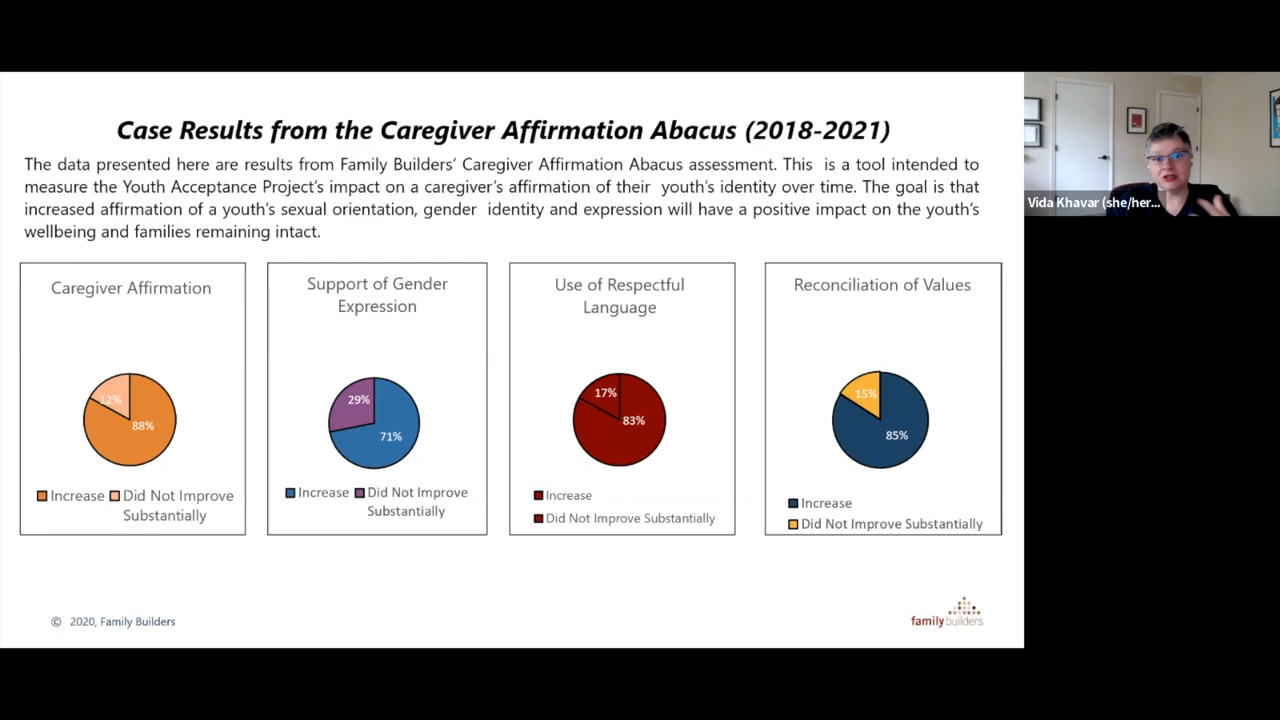 Case Results from the Caregiver Affirmation Abacus (2018-2021)
The data presented here are results from Family Builders' Caregiver Affirmation Abacus assessment. This is a tool intended to
measure the Youth Acceptance Project's impact on a caregiver's affirmation of their youth's identity over time. The goal is that
increased affirmation of a youth's sexual orientation, gender identity and expression will have a positive impact on the youth's
wellbeing and families remaining intact.
Caregiver Affirmation
12%
88%
Increase
Did Not Improve
Substantially
Support of Gender
Expression
29%
71%
Increase
Did Not Improve
Substantially
Use of Respectful
Language
17%
83%
Increase
Did Not Improve Substantially
Reconciliation of Values
15%
85%
Increase
Did Not Improve Substantially
© 2020, Family Builders
familybuilders
Vida Khavar (she/her...